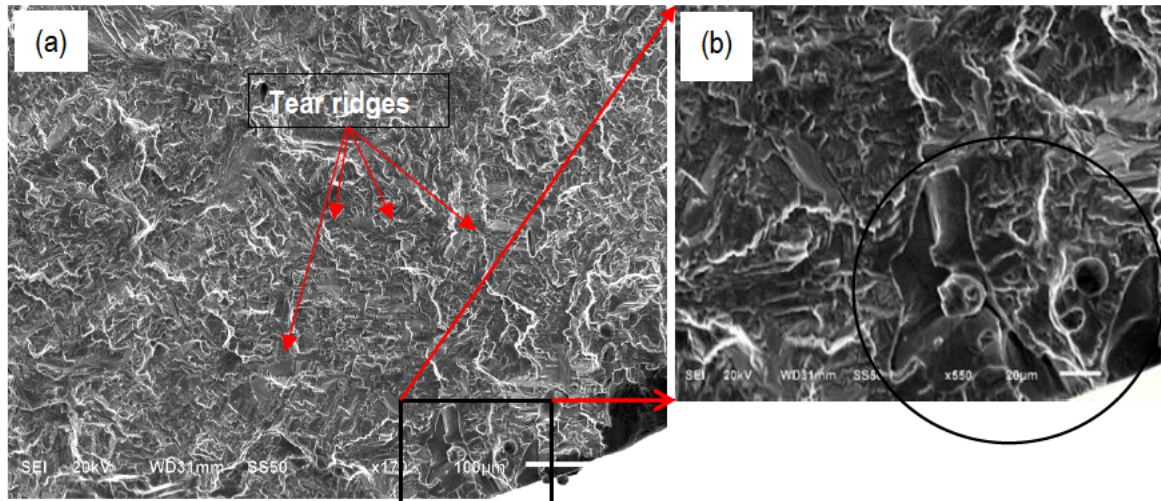 (a)
Tear ridges
SEI 20kV WD31mm SS50 x170 100µm
(b)
SEI 20kV WD31mm SS50 x550 20µm